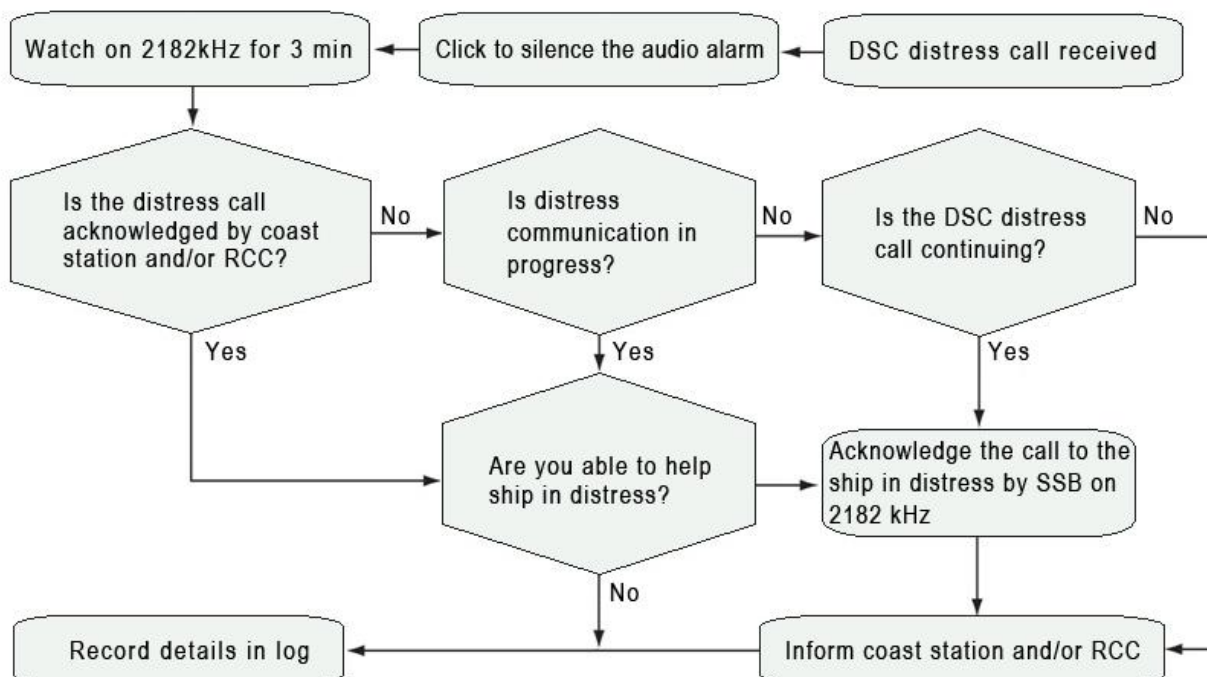 Watch on 2182kHz for 3 min
Click to silence the audio alarm
DSC distress call received
Is the distress call
acknowledged by coast
station and/or RCC?
No
Is distress
communication in
progress?
No
Is the DSC distress
call continuing?
No
Yes
Yes
Yes
Are you able to help
ship in distress?
Acknowledge the call to the
ship in distress by SSB on
2182 kHz
No
Record details in log
Inform coast station and/or RCC